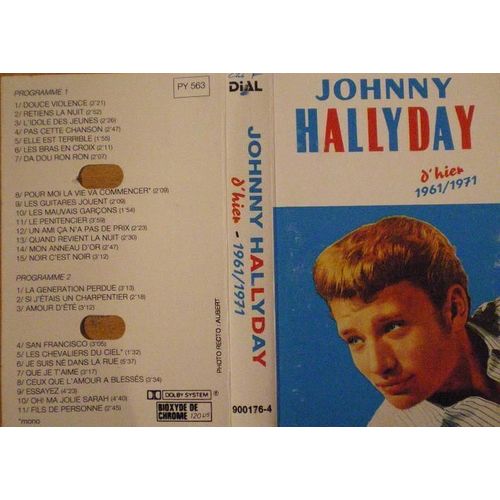 PROGRAMME 1
1/ DOUCE VIOLENCE (2'21)
2/ RETIENS LA NUIT (2'52)
3/ L'IDOLE DES JEUNES (2'26)
4/ PAS CETTE CHANSON (2'47)
5/ ELLE EST TERRIBLE (1'55)
6/ LES BRAS EN CROIX (2'11)
7/ DA DOU RON RON (2'07)
8/ POUR MOI LA VIE VA COMMENCER* (2'09)
9/ LES GUITARES JOUENT (2'09)
10/ LES MAUVAIS GARÇONS (1'54)
11/ LE PENITENCIER (3'59)
12/ UN AMI ÇA N'A PAS DE PRIX (2'23)
13/ QUAND REVIENT LA NUIT (2'30)
14/ MON ANNEAU D'OR (2'47)
15/ NOIR C'EST NOIR (3'12)
PROGRAMME 2
1/ LA GENERATION PERDUE (3'13)
2/ SI J'ÉTAIS UN CHARPENTIER (2'18)
3/ AMOUR D'ÉTÉ (3'12)
4/ SAN FRANCISCO (3'05)
5/ LES CHEVALIERS DU CIEL* (1'32)
6/ JE SUIS NÉ DANS LA RUE (3'36)
7/ QUE JE T'AIME (3'17)
8/ CEUX QUE L'AMOUR A BLESSÉS (3'34)
9/ ESSAYEZ (4'23)
10/ OH! MA JOLIE SARAH (4'40)
11/ FILS DE PERSONNE (2'45)
*mono
PY 563
DOLBY SYSTEM
BIOXYDE DE
CHROME 120 µs
PHOTO RECTO : AUBERT
DIAL
JOHNNY HALLYDAY
d'hier - 1961/1971
900176-4
JOHNNY
HALLYDAY
d'hier
1961/1971